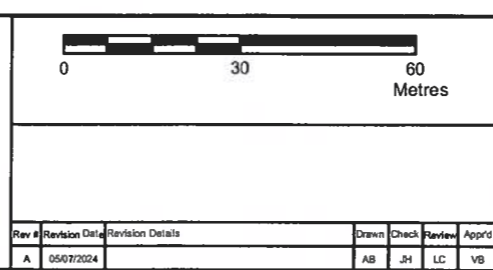 0 30 60
Metres
Rev # Revision Date Revision Details Drawn Check Review Appr'd
A 05/07/2024 AB JH LC VB